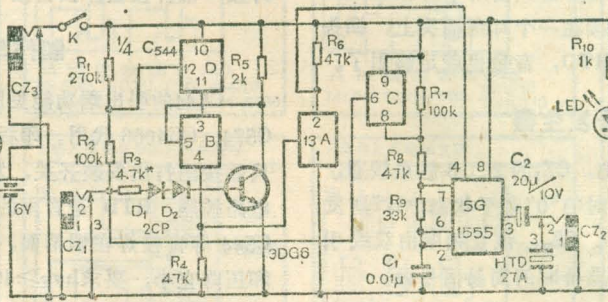 CZ₃
K
6V
CZ₁
2
3
R₁
270k
R₂
100k
R₃
4.7k*
D₁ D₂
2CP
¼ C544
10
12 D
11
3
5 B
4
R₅
2k
3DG6
R₄
47k
R₆
47k
2
13 A
1
9
6 C
8
R₇
100k
R₈
47k
R₉
33k
C₁
0.01μ
4 8
7
6
2
5G
1555
3
1
C₂
20μ
10V
2
3
CZ₂
HTD
27A
R₁₀
1k
LED